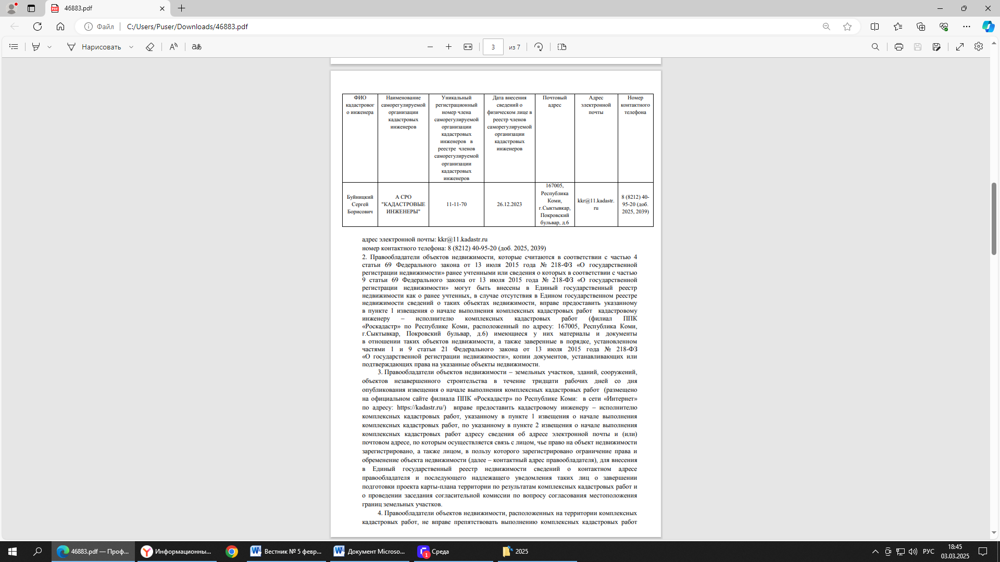 46883.pdf
Файл
C:/Users/Puser/Downloads/46883.pdf
Нарисовать
3
из 7
ФИО кадастровог о инженера
Наименование саморегулируемой организации кадастровых инженеров
Уникальный регистрационный номер члена саморегулируемой организации кадастровых инженеров в реестре членов саморегулируемой организации кадастровых инженеров
Дата внесения сведений о физическом лице в реестр членов саморегулируемой организации кадастровых инженеров
Почтовый адрес
Адрес электронной почты
Номер контактного телефона
Буйницкий Сергей Борисович
А СРО "КАДАСТРОВЫЕ ИНЖЕНЕРЫ"
11-11-70
26.12.2023
167005, Республика Коми, г.Сыктывкар, Покровский бульвар, д.6
kkr@11.kadastr. ru
8 (8212) 40-95-20 (доб. 2025, 2039)
адрес электронной почты: kkr@11.kadastr.ru
номер контактного телефона: 8 (8212) 40-95-20 (доб. 2025, 2039)
2. Правообладатели объектов недвижимости, которые считаются в соответствии с частью 4
статьи 69 Федерального закона от 13 июля 2015 года № 218-ФЗ «О государственной
регистрации недвижимости» ранее учтенными или сведения о которых в соответствии с частью
9 статьи 69 Федерального закона от 13 июля 2015 года № 218-ФЗ «О государственной
регистрации недвижимости» могут быть внесены в Единый государственный реестр
недвижимости как о ранее учтенных, в случае отсутствия в Едином государственном реестре
недвижимости сведений о таких объектах недвижимости, вправе предоставить указанному
в пункте 1 извещения о начале выполнения комплексных кадастровых работ кадастровому
инженеру – исполнителю комплексных кадастровых работ (филиал ППК
«Роскадастр» по Республике Коми, расположенный по адресу: 167005, Республика Коми,
г.Сыктывкар, Покровский бульвар, д.6) имеющиеся у них материалы и документы
в отношении таких объектов недвижимости, а также заверенные в порядке, установленном
частями 1 и 9 статьи 21 Федерального закона от 13 июля 2015 года № 218-ФЗ
«О государственной регистрации недвижимости», копии документов, устанавливающих или
подтверждающих права на указанные объекты недвижимости.
3. Правообладатели объектов недвижимости – земельных участков, зданий, сооружений,
объектов незавершенного строительства в течение тридцати рабочих дней со дня
опубликования извещения о начале выполнения комплексных кадастровых работ (размещено
на официальном сайте филиала ППК «Роскадастр» по Республике Коми: в сети «Интернет»
по адресу: https://kadastr.ru/) вправе предоставить кадастровому инженеру – исполнителю
комплексных кадастровых работ, указанному в пункте 1 извещения о начале выполнения
комплексных кадастровых работ, по указанному в пункте 2 извещения о начале выполнения
комплексных кадастровых работ адресу сведения об адресе электронной почты и (или)
почтовом адресе, по которым осуществляется связь с лицом, чье право на объект недвижимости
зарегистрировано, а также лицом, в пользу которого зарегистрировано ограничение права и
обременение объекта недвижимости (далее – контактный адрес правообладателя), для внесения
в Единый государственный реестр недвижимости сведений о контактном адресе
правообладателя и последующего надлежащего уведомления таких лиц о завершении
подготовки проекта карты-плана территории по результатам комплексных кадастровых работ и
о проведении заседания согласительной комиссии по вопросу согласования местоположения
границ земельных участков.
4. Правообладатели объектов недвижимости, расположенных на территории комплексных
кадастровых работ, не вправе препятствовать выполнению комплексных кадастровых работ
46883.pdf — Проф...
Информационны...
Вестник № 5 февр...
Документ Microso...
1
Среда
2025
РУС
18:45
03.03.2025